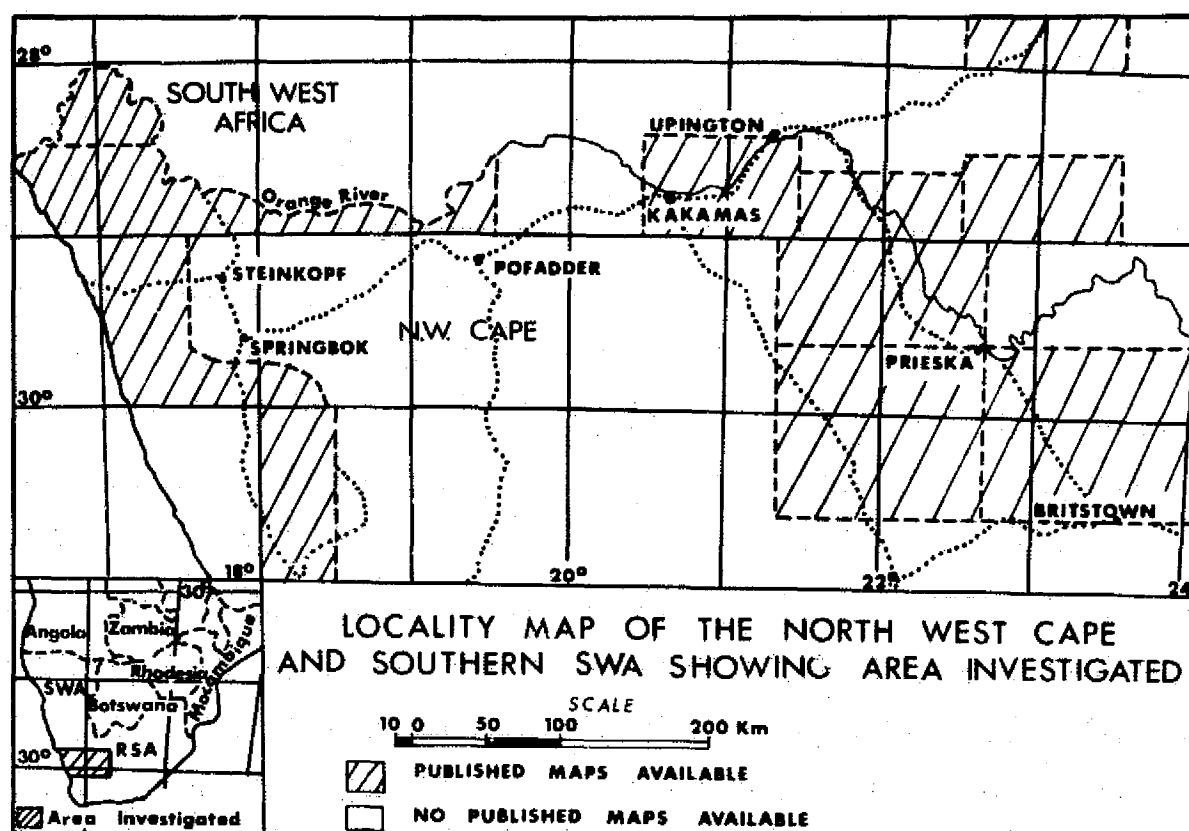 28°
SOUTH WEST
AFRICA
UPINGTON
Orange River
KAKAMAS
STEINKOPF
POFADDER
N.W. CAPE
SPRINGBOK
PRIESKA
30°
BRITSTOWN
18°
20°
22°
24
30
Angola
Zambia
Mocambique
Rhodesia
SWA
Botswana
RSA
30°
Area Investigated
LOCALITY MAP OF THE NORTH WEST CAPE
AND SOUTHERN SWA SHOWING AREA INVESTIGATED
SCALE
10 0 50 100 200 Km
PUBLISHED MAPS AVAILABLE
NO PUBLISHED MAPS AVAILABLE